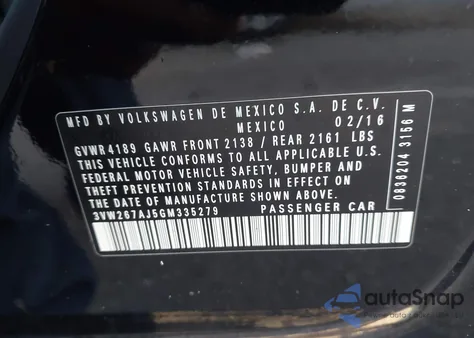 MFD BY VOLKSWAGEN DE MEXICO S.A. DE C.V.
MEXICO 02/16
GVWR 4189 GAWR FRONT 2138 / REAR 2161 LBS
THIS VEHICLE CONFORMS TO ALL APPLICABLE
FEDERAL MOTOR VEHICLE SAFETY, BUMPER AND
THEFT PREVENTION STANDARDS IN EFFECT ON
THE DATE OF MANUFACTURE SHOWN ABOVE.
3VW267AJ5GM335279 PASSENGER CAR
0836204 3156 M
autoSnap